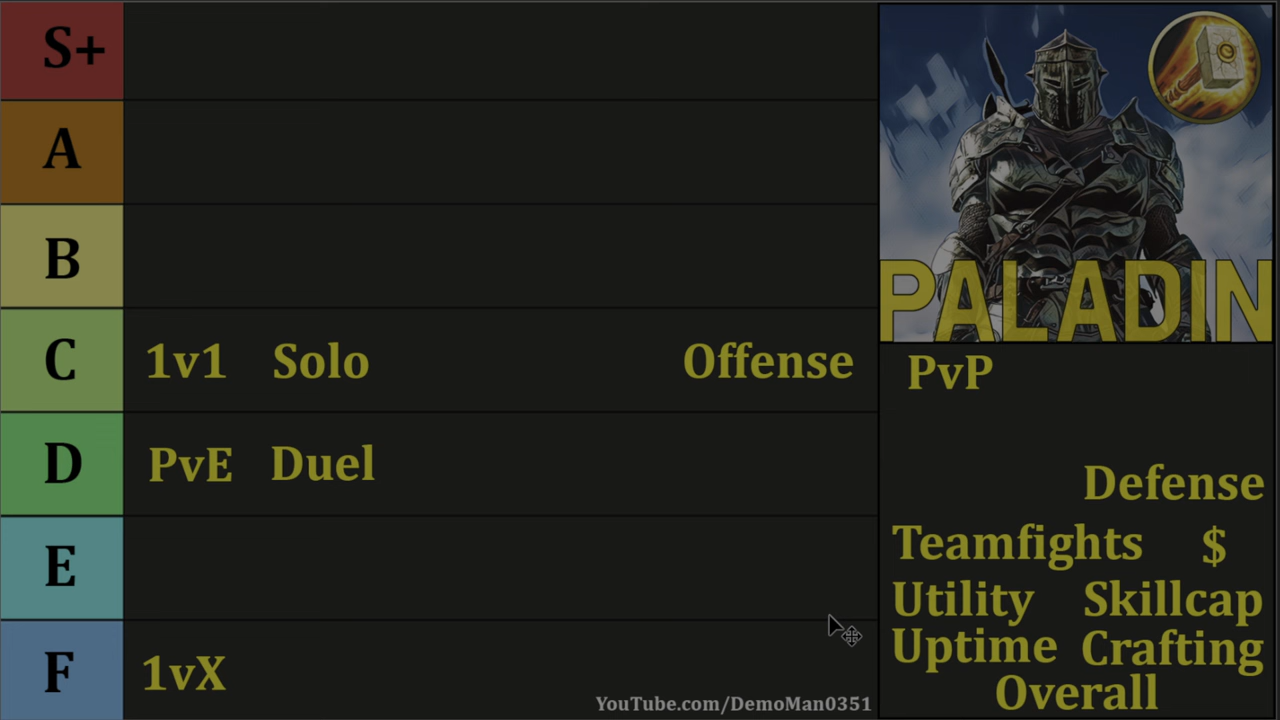 S+
A
B
C 1v1 Solo Offense
D PvE Duel
E
F 1vX
YouTube.com/DemoMan0351
PALADIN
PvP
Defense
Teamfights $
Utility Skillcap
Uptime Crafting
Overall